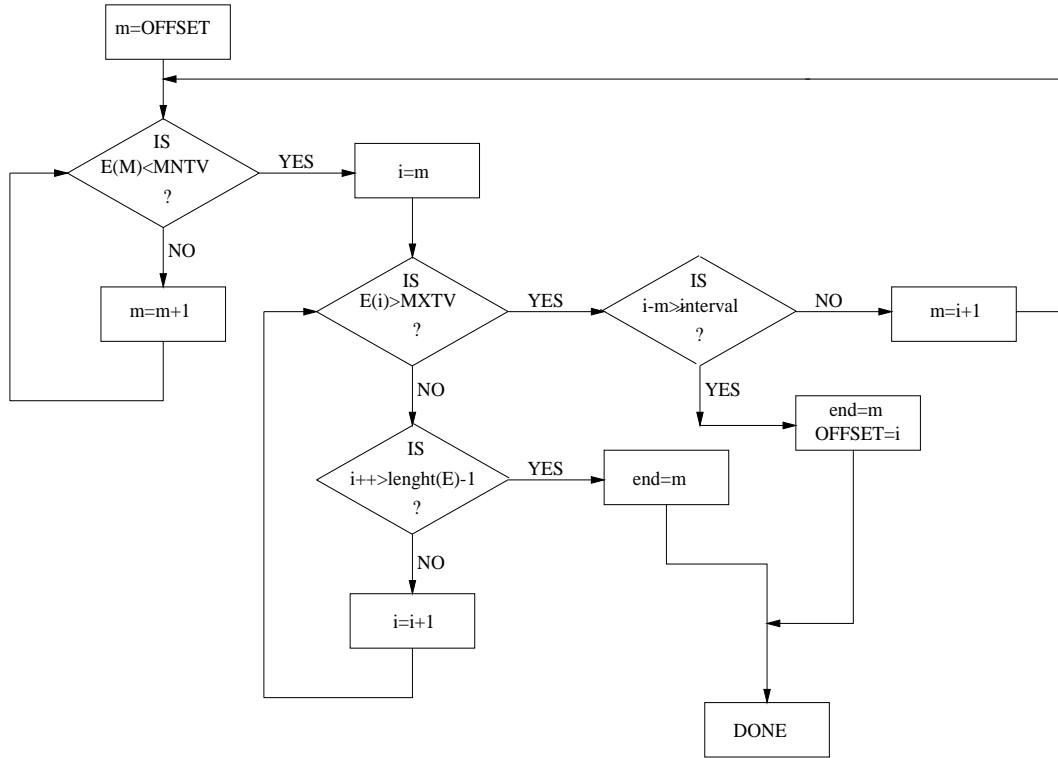 m=OFFSET
IS
E(M)<MNTV
?
YES
i=m
NO
m=m+1
IS
E(i)>MXTV
?
YES
IS
i-m>interval
?
NO
m=i+1
NO
YES
end=m
OFFSET=i
IS
i++>lenght(E)-1
?
YES
end=m
NO
i=i+1
DONE